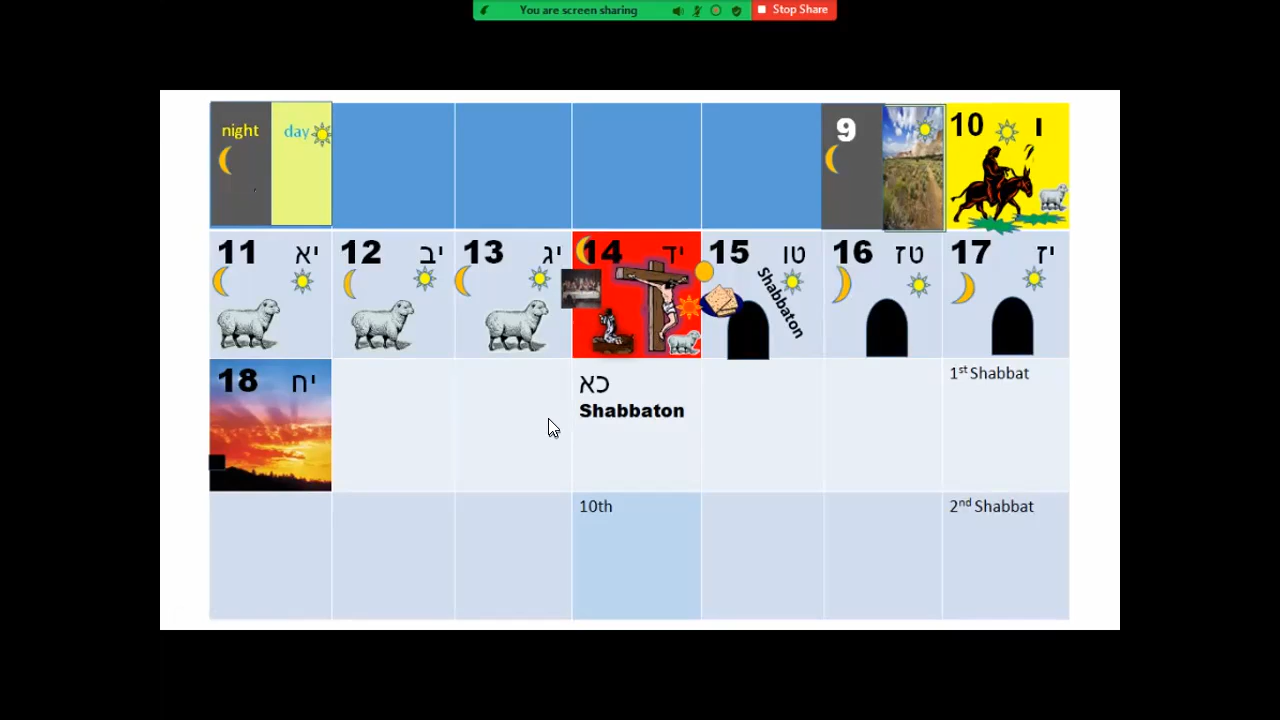 You are screen sharing Stop Share
night day
9
10 ו
11 יא
12 יב
13 יג
14 יד
15 טו
Shabbaton
16 טז
17 יז
18 יח
כא
Shabbaton
1st Shabbat
10th
2nd Shabbat